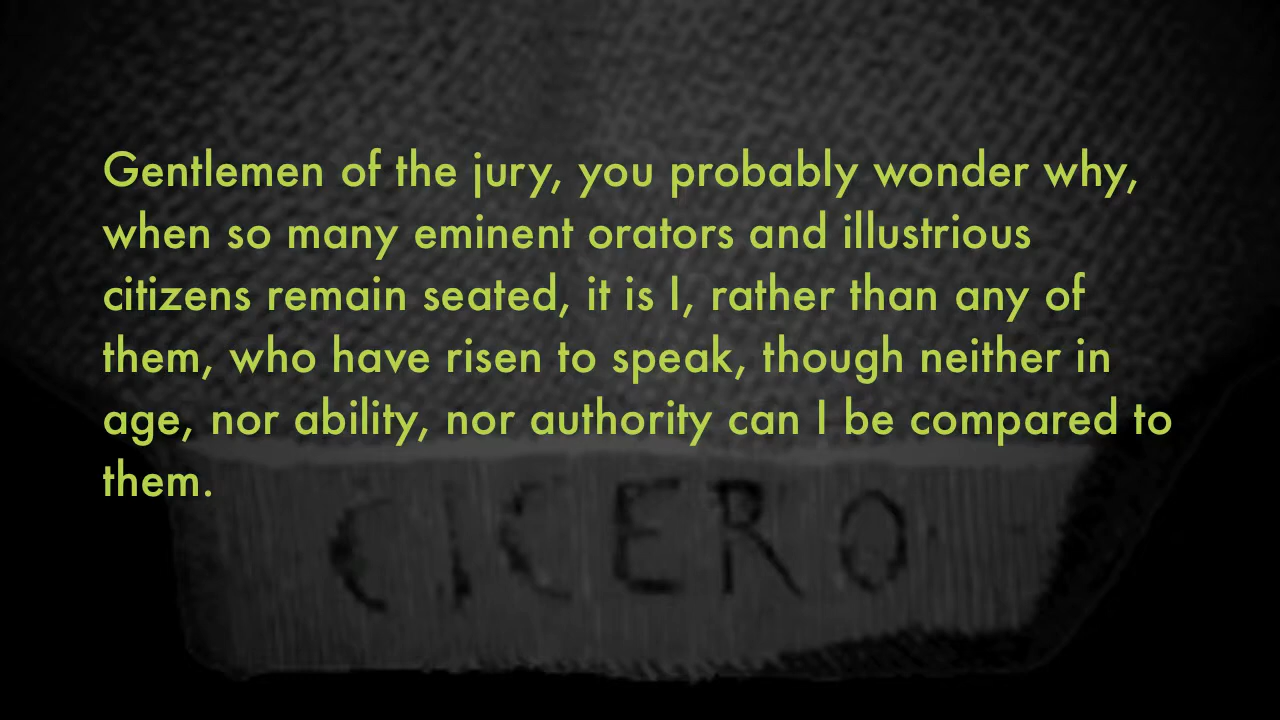 Gentlemen of the jury, you probably wonder why,
when so many eminent orators and illustrious
citizens remain seated, it is I, rather than any of
them, who have risen to speak, though neither in
age, nor ability, nor authority can I be compared to
them.
CICERO